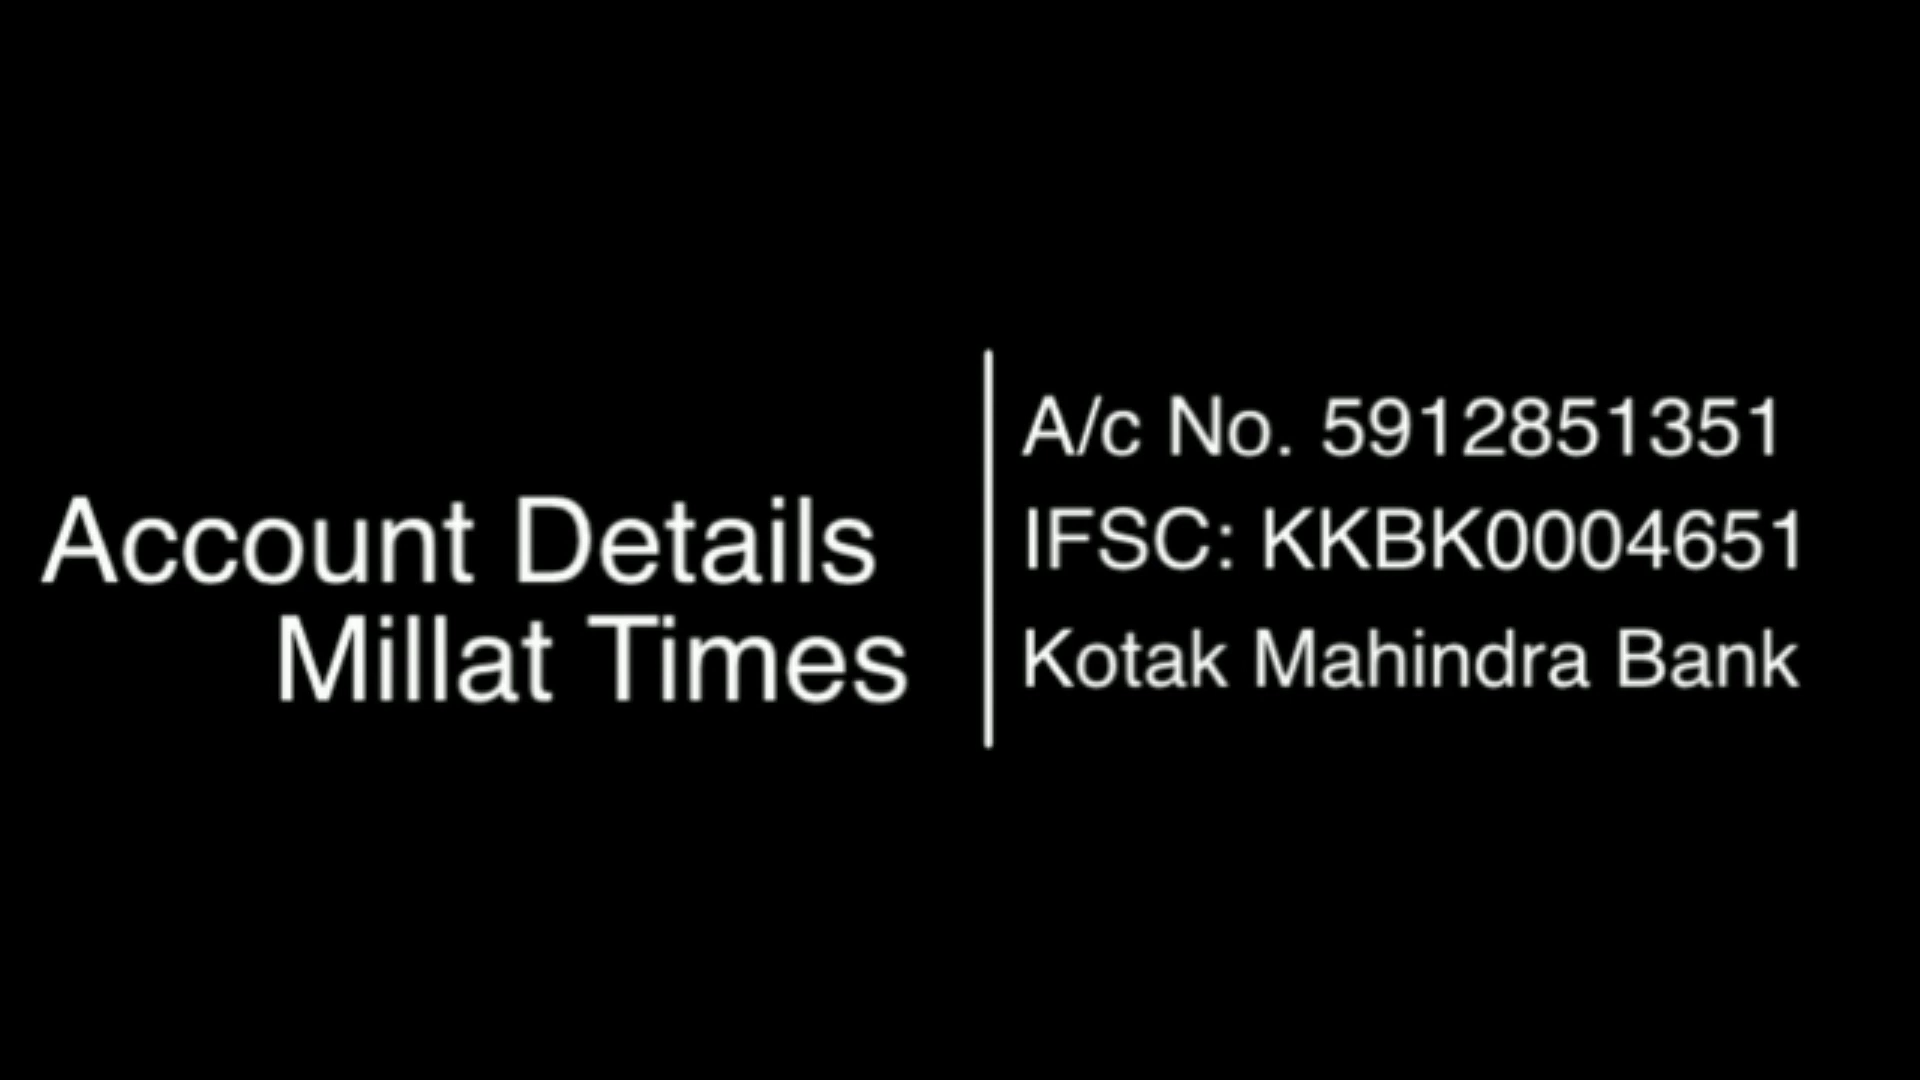 Account Details
Millat Times
A/c No. 5912851351
IFSC: KKBK0004651
Kotak Mahindra Bank